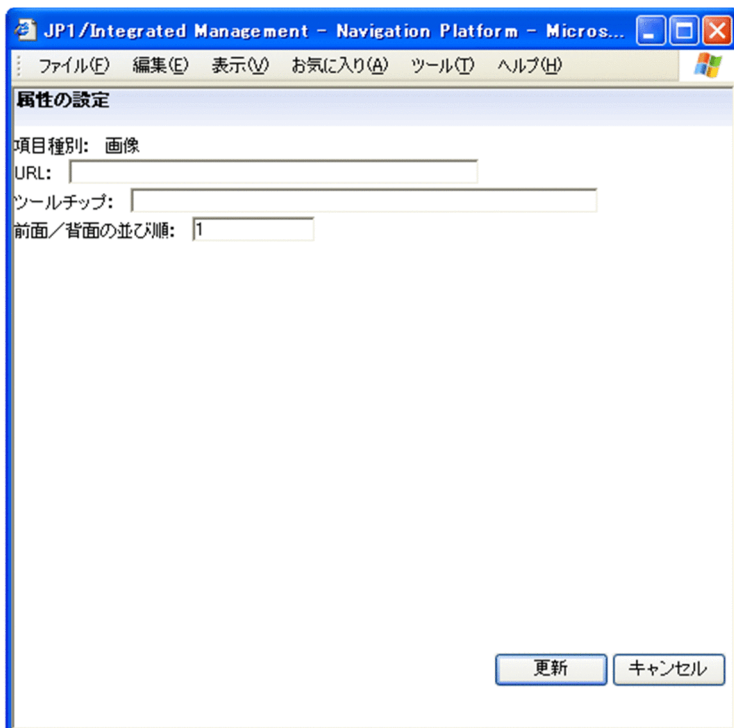 JP1/Integrated Management - Navigation Platform - Micros...
ファイル(F) 編集(E) 表示(V) お気に入り(A) ツール(T) ヘルプ(H)
属性の設定
項目種別: 画像
URL:
ツールチップ:
前面／背面の並び順: 1
更新 キャンセル